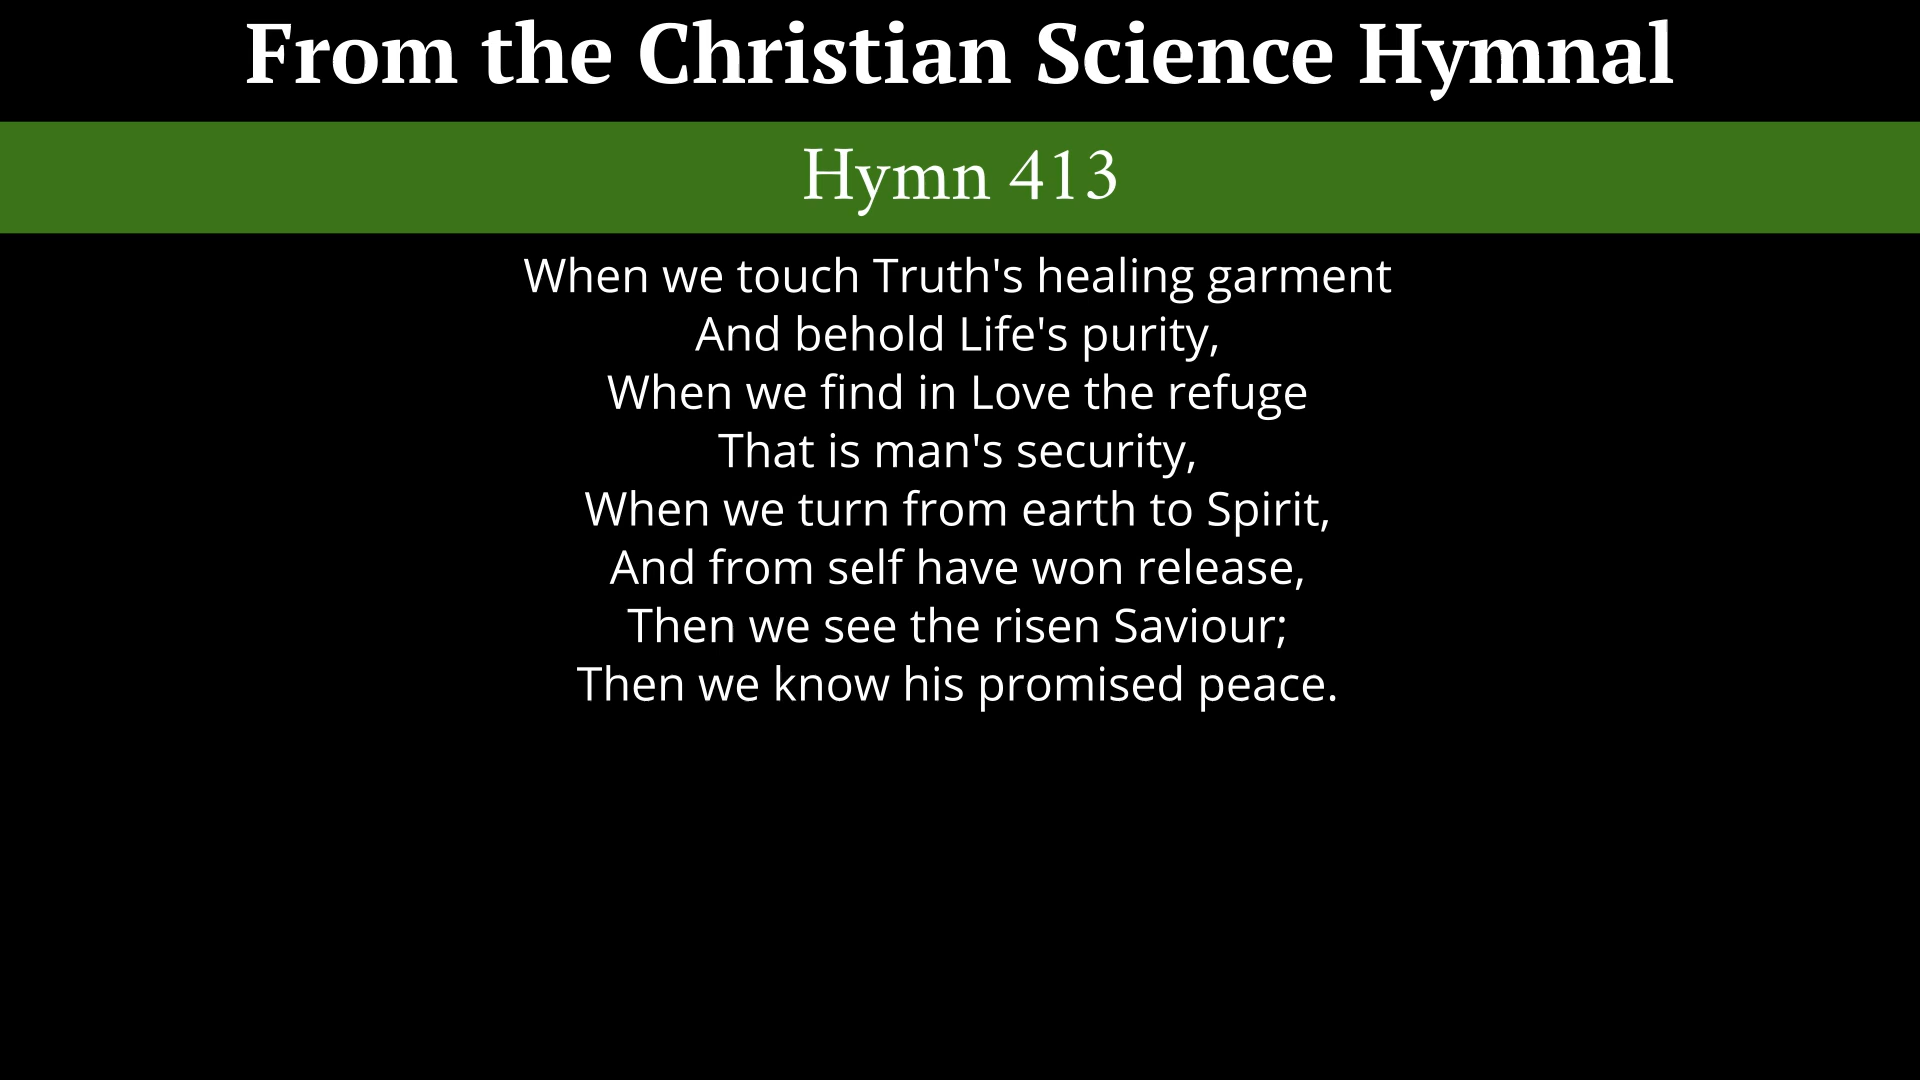 From the Christian Science Hymnal
Hymn 413
When we touch Truth's healing garment
And behold Life's purity,
When we find in Love the refuge
That is man's security,
When we turn from earth to Spirit,
And from self have won release,
Then we see the risen Saviour;
Then we know his promised peace.